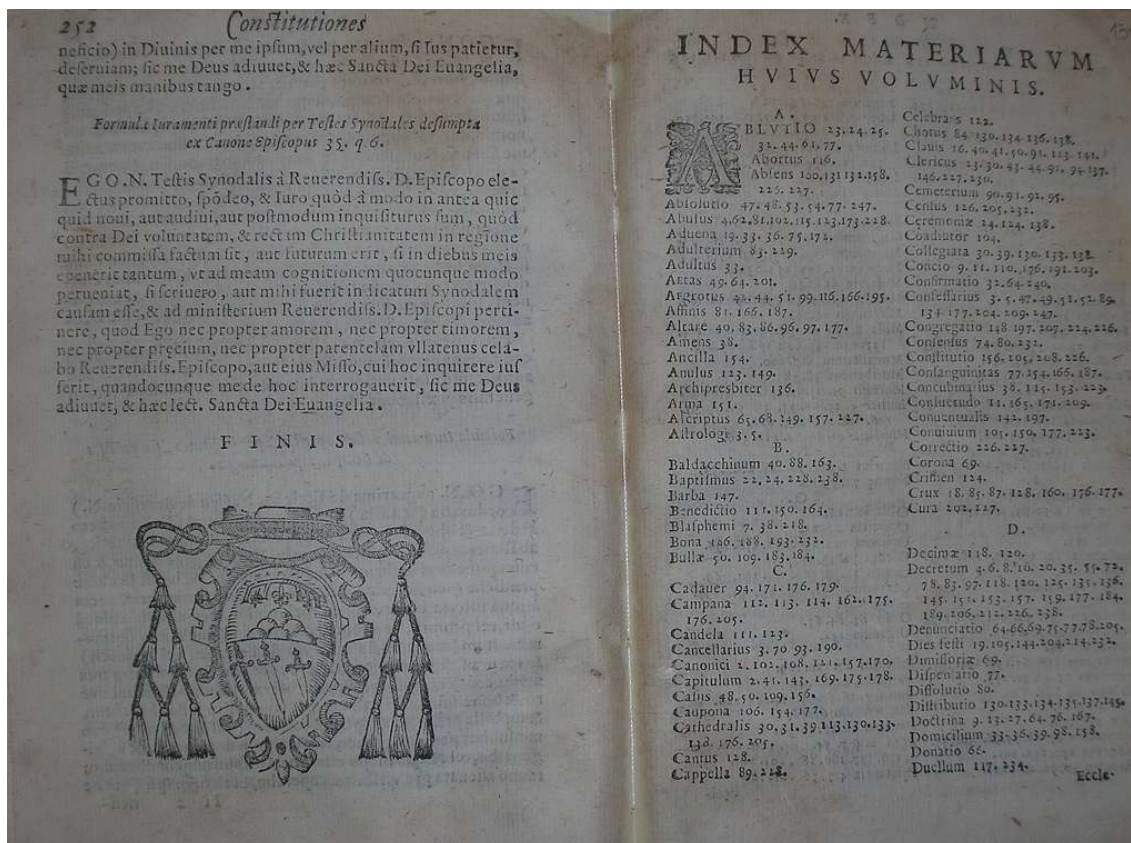 252 Constitutiones
neficio) in Diuinis per me ipsum, vel per alium, si Ius patietur,
deseruiam; sic me Deus adiuuet, & hæc Sancta Dei Euangelia,
quæ meis manibus tango.
Formula Iuramenti præstandi per Testes Synodales desumpta
ex Canone Episcopus 35. q. 6.
EGO .N. Testis Synodalis à Reuerendiss. D. Episcopo ele-
ctus promitto, spõdeo, & Iuro quòd à modo in antea quic
quid noui, aut audiui, aut postmodum inquisiturus sum, quòd
contra Dei voluntatem, & rectam Christianitatem in regione
mihi commissa factum sit, aut futurum erit, si in diebus meis
euenerit tantum, vt ad meam cognitionem quocunque modo
perueniat, si sciuero, aut mihi fuerit indicatum Synodalem
causam esse, & ad ministerium Reuerendiss. D. Episcopi perti-
nere, quod Ego nec propter amorem, nec propter timorem,
nec propter precium, nec propter parentelam vllatenus cela-
bo Reuerendiss. Episcopo, aut eius Misso, cui hoc inquirere ius
serit, quandocunque me de hoc interrogauerit, sic me Deus
adiuuet, & hæc lect. Sancta Dei Euangelia.
FINIS.
INDEX MATERIARVM
HVIVS VOLVMINIS.
A.
ABLVTIO 23. 24. 25.
32. 44. 61. 77.
Abortus 116.
Absens 100. 131 132. 158.
226. 227.
Absolutio 47. 48. 53. 54. 77. 247.
Abusus 4. 62. 81. 102. 115. 123. 173. 228.
Aduena 19. 33. 36. 75. 172.
Adulterium 83. 229.
Adultus 33.
Aetas 49. 64. 201.
Aegrotus 42. 44. 51. 99. 116. 166. 195.
Affinis 81. 166. 187.
Altare 40. 83. 86. 96. 97. 177.
Amens 38.
Ancilla 154.
Anulus 123. 149.
Archipresbiter 136.
Arma 151.
Ascriptus 65. 68. 149. 157. 227.
Astrologi 3. 5.
B.
Baldacchinum 40. 88. 163.
Baptismus 22. 24. 228. 238.
Barba 147.
Benedictio 111. 150. 164.
Blasphemi 7. 38. 218.
Bona 146. 188. 193. 232.
Bullæ 50. 109. 183. 184.
C.
Cadauer 94. 171. 176. 179.
Campana 112. 113. 114. 162. 175.
176. 205.
Candela 111. 123.
Cancellarius 3. 70 93. 190.
Canonici 2. 102. 108. 121. 157. 170.
Capitulum 2. 41. 143. 169. 175. 178.
Casus 48. 50. 109. 156.
Caupona 106. 154. 177.
Cathedralis 30. 31. 39 113. 130. 133.
138. 176. 205.
Cantus 128.
Cappella 89. 228.
Celebrans 122.
Chorus 84. 130. 134 136. 138.
Clauis 16. 40. 41. 50. 91. 113. 141.
Clericus 23. 30. 43. 44. 91. 94. 137.
146. 227. 230.
Cemeterium 90. 91. 92. 95.
Census 126. 205. 232.
Ceremoniæ 24. 124. 138.
Coadiutor 104.
Collegiata 30. 39. 130. 133. 138.
Concio 9. 11. 110. 176. 191. 203.
Confirmatio 32. 64. 240.
Confessarius 3. 5. 47. 49. 51. 52. 89.
134 177. 204. 209. 247.
Congregatio 148 197. 207. 224. 226.
Consensus 74. 80. 232.
Constitutio 156. 205. 208. 226.
Consanguinitas 77. 154. 166. 187.
Concubinarius 38. 115. 153. 223.
Consuetudo 11. 165. 171. 209.
Conuentualis 142. 197.
Conuiuium 105. 150. 177. 223.
Correctio 226. 227.
Corona 69.
Crimen 124.
Crux 18. 85. 87. 128. 160. 176. 177.
Cura 202. 227.
D.
Decimæ 118. 120.
Decretum 4. 6. 8. 10. 20. 35. 55. 72.
78. 83. 97. 118. 120. 125. 135. 136.
145. 151. 153. 157. 159. 177. 184.
189. 206. 212. 226. 238.
Denunciatio 64. 66. 69. 75. 77. 78. 205.
Dies festi 19. 105. 144. 204. 214. 232.
Dimissoriæ 69.
Dispensatio 77.
Dissolutio 80.
Distributio 130. 133. 134. 135. 137. 145.
Doctrina 9. 13. 27. 64. 76. 167.
Domicilium 33. 36. 39. 98. 158.
Donatio 66.
Duellum 117. 234.
Eccle-